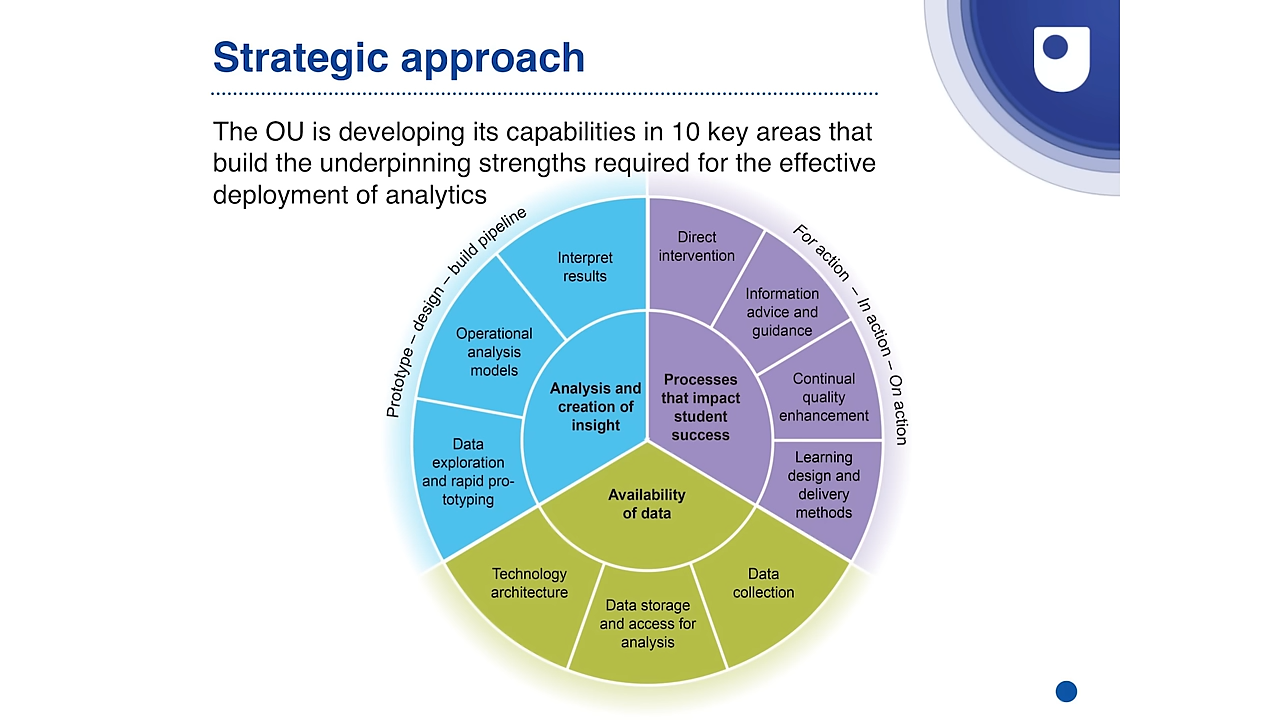 Strategic approach
The OU is developing its capabilities in 10 key areas that
build the underpinning strengths required for the effective
deployment of analytics
Prototype – design – build pipeline
For action – In action – On action
Interpret
results
Operational
analysis
models
Data
exploration
and rapid pro-
totyping
Analysis and
creation of
insight
Direct
intervention
Information
advice and
guidance
Continual
quality
enhancement
Learning
design and
delivery
methods
Processes
that impact
student
success
Availability
of data
Technology
architecture
Data storage
and access for
analysis
Data
collection